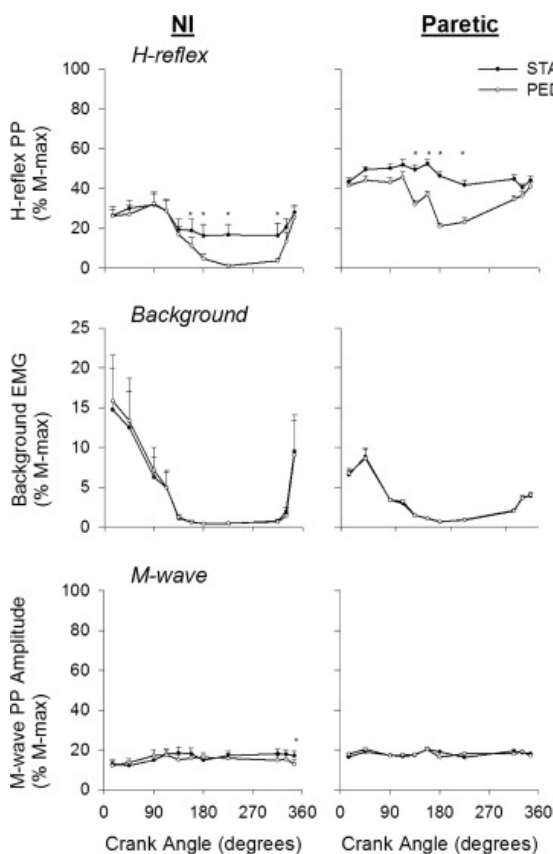 NI Paretic
H-reflex
STA
PED
100
80
60
40
20
0
H-reflex PP
(% M-max)
* * * *
* * * *
Background
25
20
15
10
5
0
Background EMG
(% M-max)
M-wave
100
80
60
40
20
0
M-wave PP Amplitude
(% M-max)
*
0 90 180 270 360 0 90 180 270 360
Crank Angle (degrees) Crank Angle (degrees)